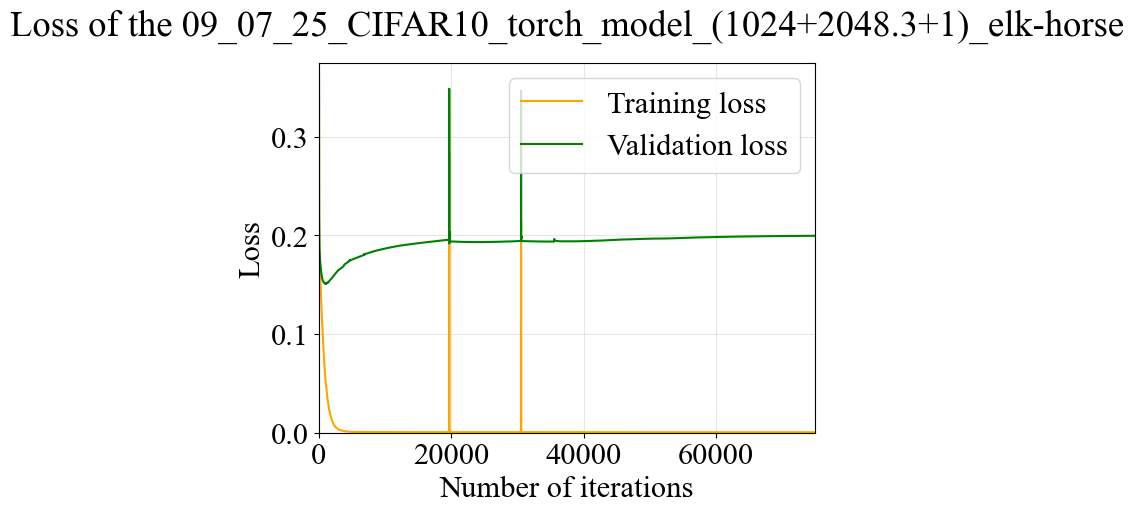 Loss of the 09_07_25_CIFAR10_torch_model_(1024+2048.3+1)_elk-horse
Training loss
Validation loss
Loss
0.3
0.2
0.1
0.0
0 20000 40000 60000
Number of iterations